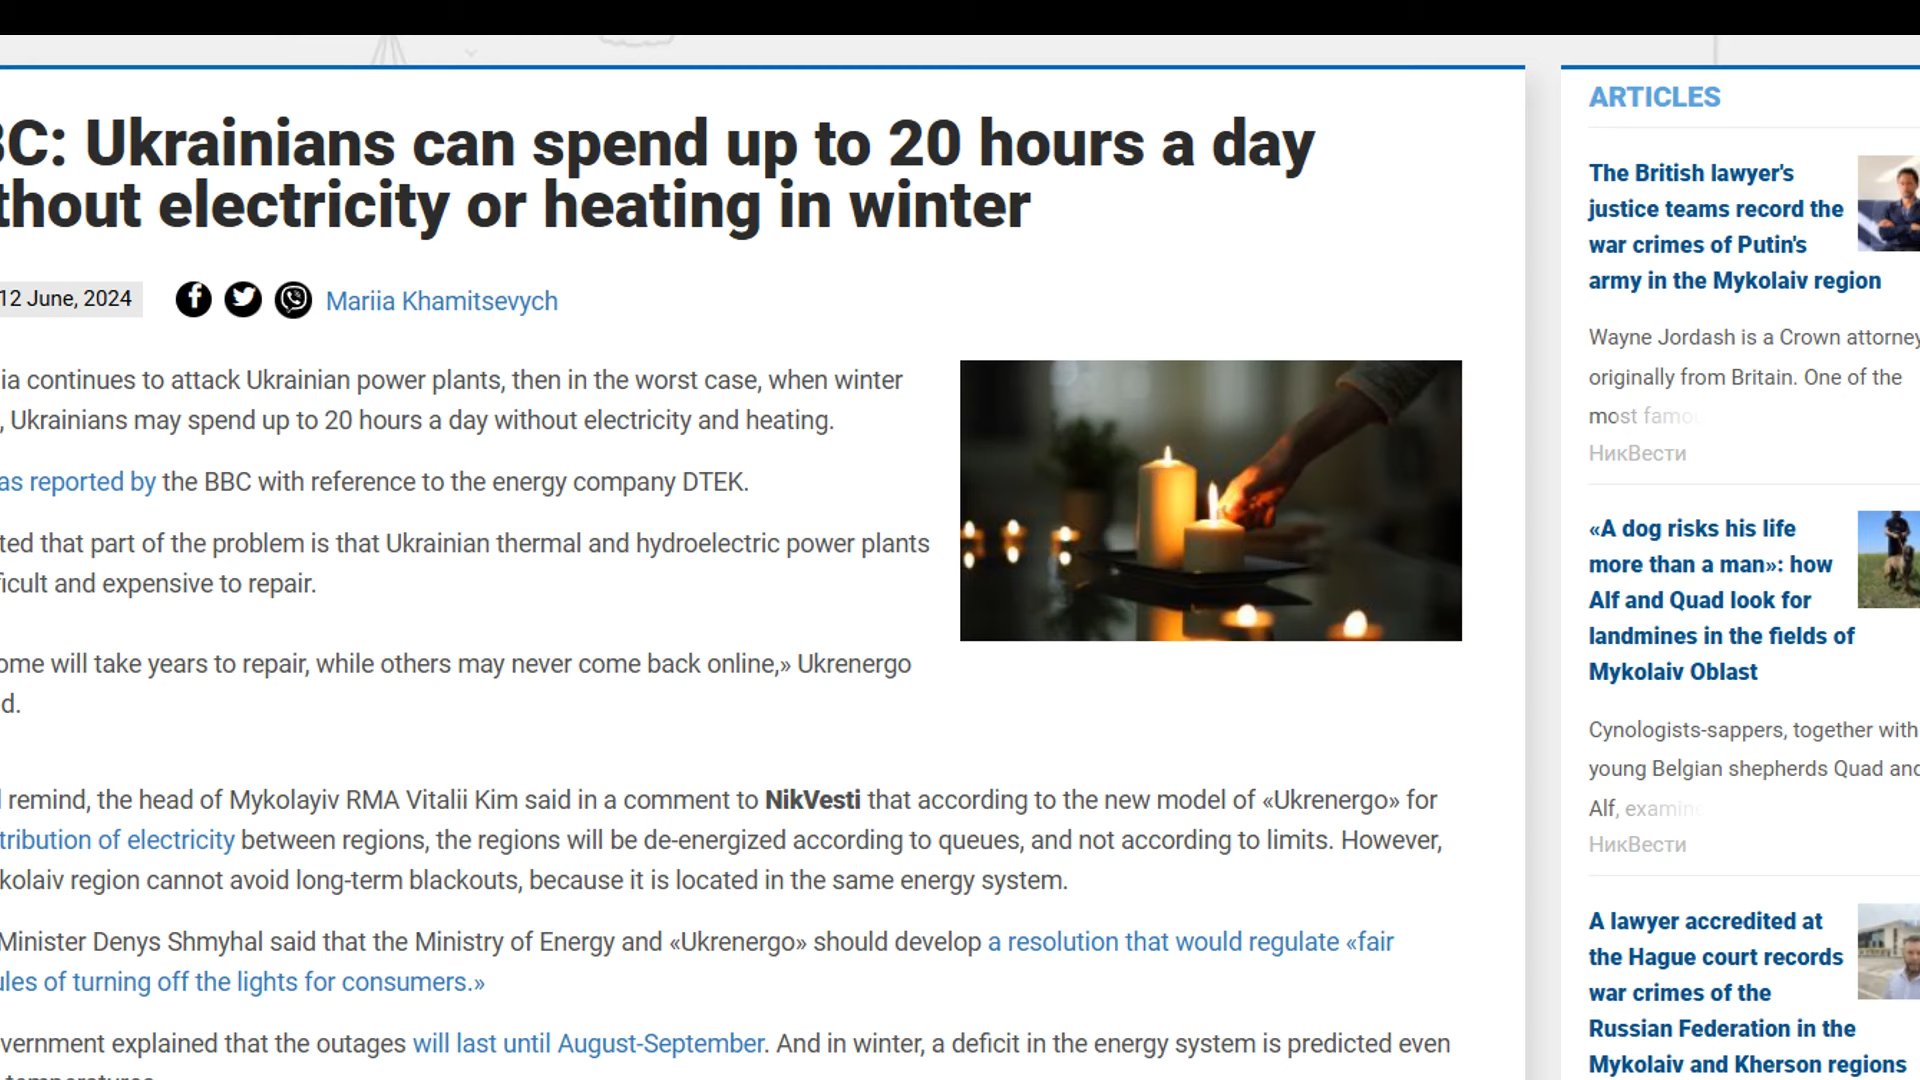 BC: Ukrainians can spend up to 20 hours a day
thout electricity or heating in winter
12 June, 2024
Mariia Khamitsevych
ia continues to attack Ukrainian power plants, then in the worst case, when winter
, Ukrainians may spend up to 20 hours a day without electricity and heating.
as reported by the BBC with reference to the energy company DTEK.
ted that part of the problem is that Ukrainian thermal and hydroelectric power plants
ficult and expensive to repair.
ome will take years to repair, while others may never come back online,» Ukrenergo
d.
remind, the head of Mykolayiv RMA Vitalii Kim said in a comment to NikVesti that according to the new model of «Ukrenergo» for
tribution of electricity between regions, the regions will be de-energized according to queues, and not according to limits. However,
kolaiv region cannot avoid long-term blackouts, because it is located in the same energy system.
Minister Denys Shmyhal said that the Ministry of Energy and «Ukrenergo» should develop a resolution that would regulate «fair
ules of turning off the lights for consumers.»
vernment explained that the outages will last until August-September. And in winter, a deficit in the energy system is predicted even
ARTICLES
The British lawyer's
justice teams record the
war crimes of Putin's
army in the Mykolaiv region
Wayne Jordash is a Crown attorney
originally from Britain. One of the
most famou
НикВести
«A dog risks his life
more than a man»: how
Alf and Quad look for
landmines in the fields of
Mykolaiv Oblast
Cynologists-sappers, together with
young Belgian shepherds Quad and
Alf, examine
НикВести
A lawyer accredited at
the Hague court records
war crimes of the
Russian Federation in the
Mykolaiv and Kherson regions